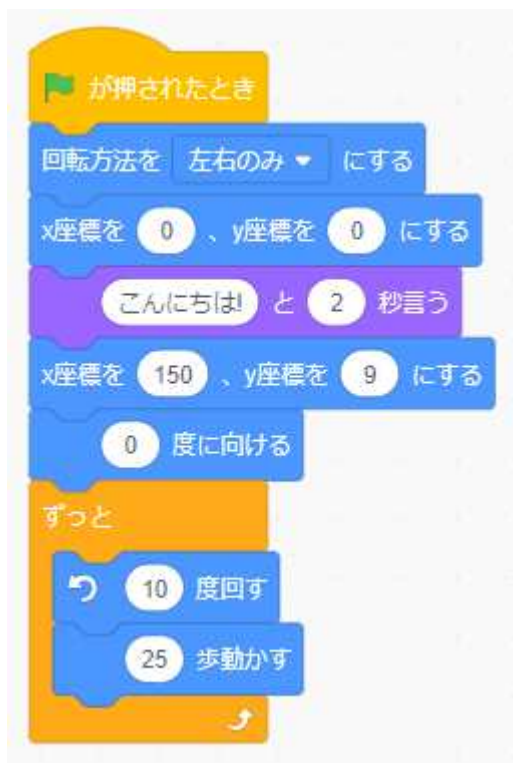 が押されたとき
回転方法を 左右のみ にする
x座標を 0 、y座標を 0 にする
こんにちは! と 2 秒言う
x座標を 150 、y座標を 9 にする
0 度に向ける
ずっと
10 度回す
25 歩動かす